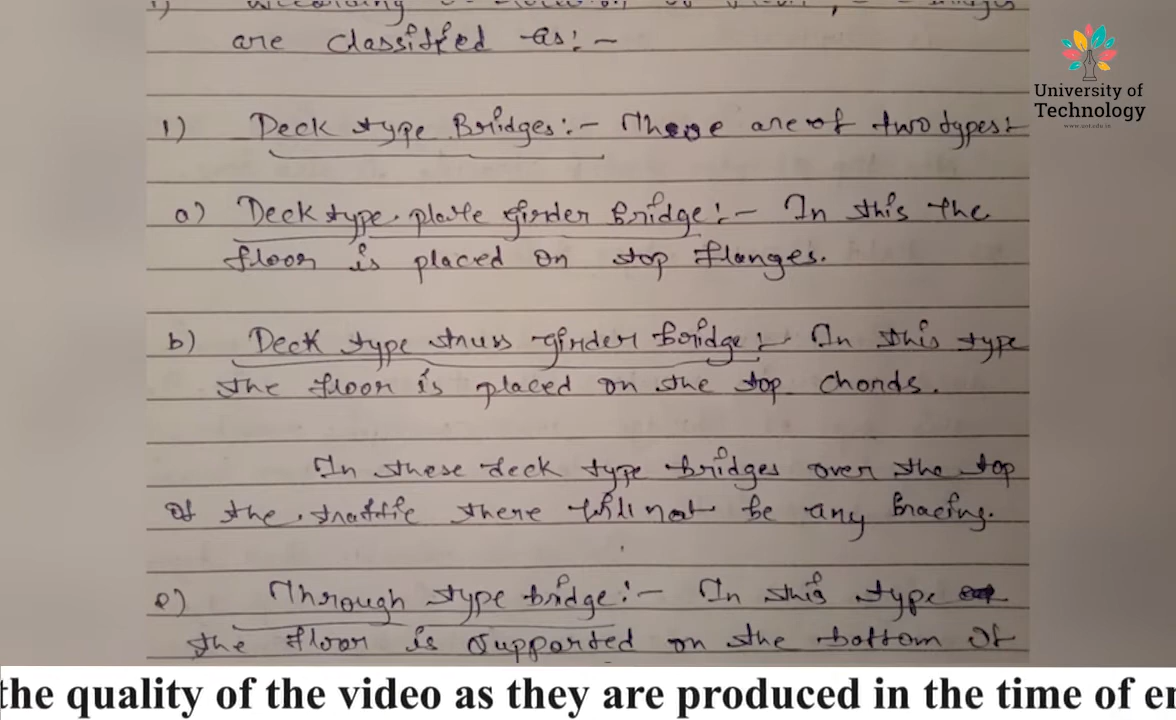 are classified as:-
1) Deck type Bridges:- These are of two types:
a) Deck type plate girder bridge:- In this the
floor is placed on top flanges.
b) Deck type truss girder bridge:- In this type
the floor is placed on the top chords.
In these deck type bridges over the top
of the traffic there will not be any bracing.
Through type bridge:- In this type
the floor is supported on the bottom of
University of
Technology
the quality of the video as they are produced in the time of e